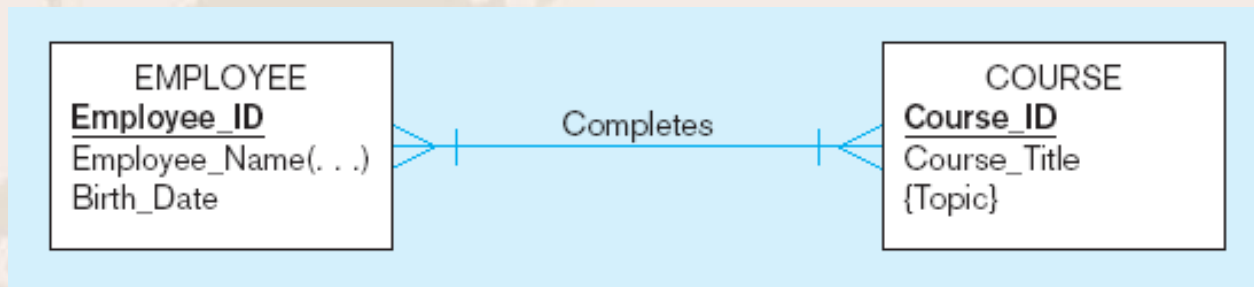 EMPLOYEE
Employee_ID
Employee_Name(. . .)
Birth_Date
Completes
COURSE
Course_ID
Course_Title
{Topic}